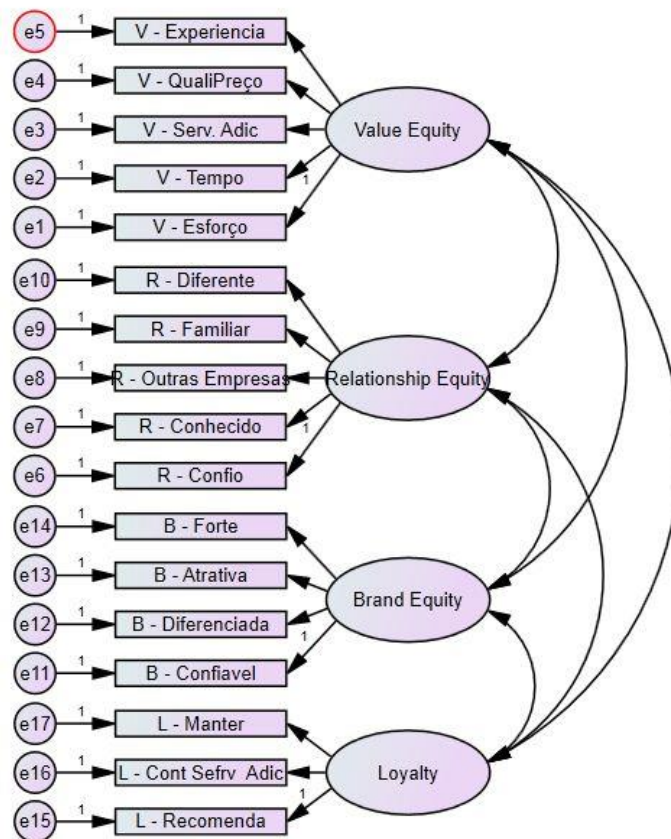 e5 1 V - Experiencia
e4 1 V - QualiPreço
Value Equity
e3 1 V - Serv. Adic
e2 1 V - Tempo
1
e1 1 V - Esforço
e10 1 R - Diferente
e9 1 R - Familiar
e8 1 R - Outras Empresas
Relationship Equity
e7 1 R - Conhecido
1
e6 1 R - Confio
e14 1 B - Forte
e13 1 B - Atrativa
Brand Equity
e12 1 B - Diferenciada
1
e11 1 B - Confiavel
e17 1 L - Manter
e16 1 L - Cont Sefrv Adic
Loyalty
1
e15 1 L - Recomenda